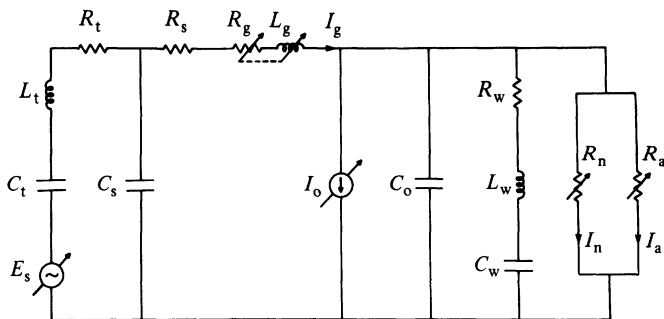 R_t R_s R_g L_g I_g
L_t
R_w
R_n R_a
C_t C_s I_o C_o
L_w
I_n I_a
E_s
C_w